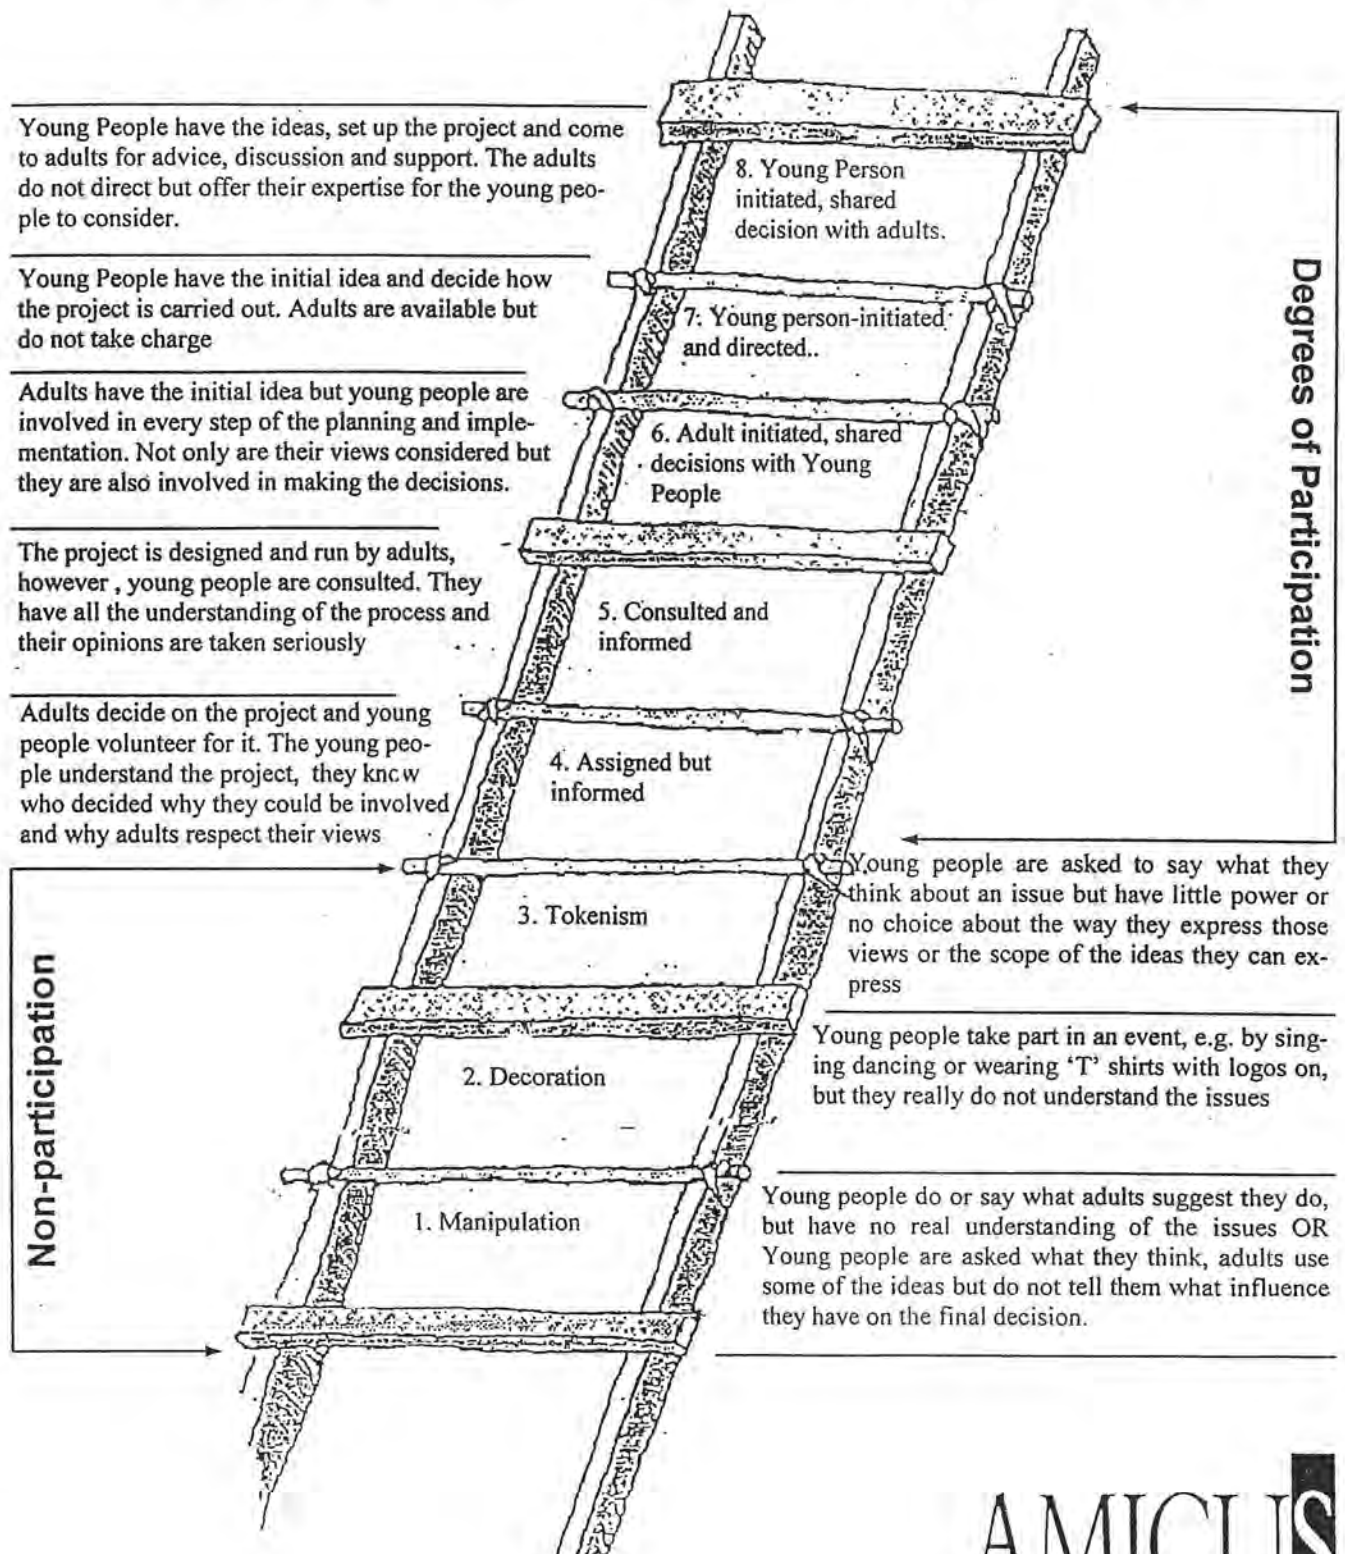 Young People have the ideas, set up the project and come
to adults for advice, discussion and support. The adults
do not direct but offer their expertise for the young peo-
ple to consider.
8. Young Person
initiated, shared
decision with adults.
Young People have the initial idea and decide how
the project is carried out. Adults are available but
do not take charge
7. Young person-initiated
and directed..
Adults have the initial idea but young people are
involved in every step of the planning and imple-
mentation. Not only are their views considered but
they are also involved in making the decisions.
6. Adult initiated, shared
decisions with Young
People
Degrees of Participation
The project is designed and run by adults,
however , young people are consulted. They
have all the understanding of the process and
their opinions are taken seriously
5. Consulted and
informed
Adults decide on the project and young
people volunteer for it. The young peo-
ple understand the project, they know
who decided why they could be involved
and why adults respect their views
4. Assigned but
informed
Non-participation
3. Tokenism
Young people are asked to say what they
think about an issue but have little power or
no choice about the way they express those
views or the scope of the ideas they can ex-
press
2. Decoration
Young people take part in an event, e.g. by sing-
ing dancing or wearing ‘T’ shirts with logos on,
but they really do not understand the issues
1. Manipulation
Young people do or say what adults suggest they do,
but have no real understanding of the issues OR
Young people are asked what they think, adults use
some of the ideas but do not tell them what influence
they have on the final decision.
AMICUS